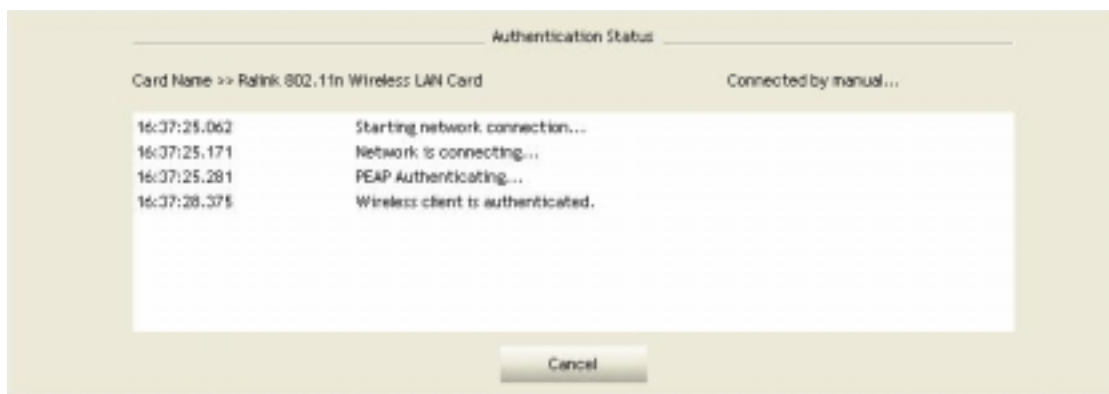 Authentication Status
Card Name >> Ralink 802.11n Wireless LAN Card Connected by manual...
16:37:25.062 Starting network connection...
16:37:25.171 Network is connecting...
16:37:25.281 PEAP Authenticating...
16:37:28.375 Wireless client is authenticated.
Cancel